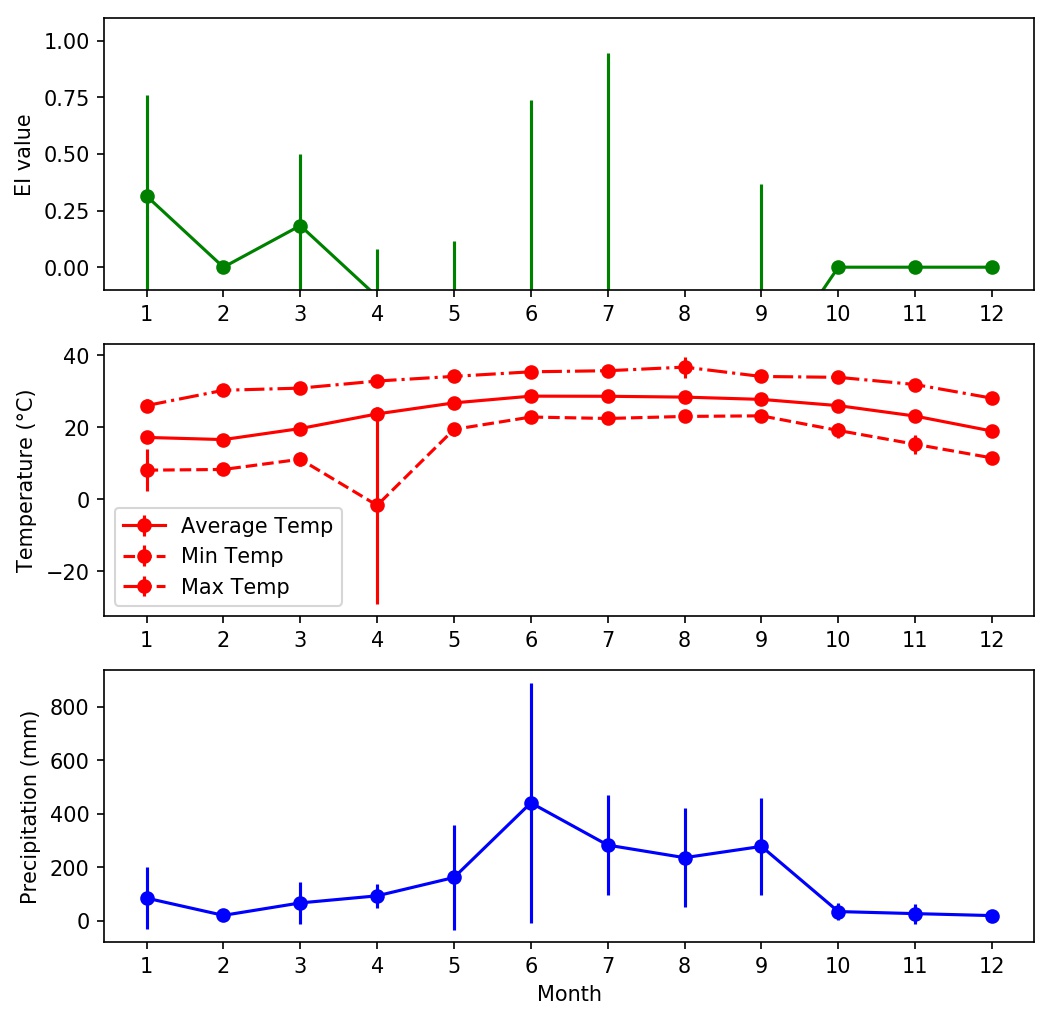 EI value
1.00
0.75
0.50
0.25
0.00
1 2 3 4 5 6 7 8 9 10 11 12
Temperature (°C)
40
20
0
−20
Average Temp
Min Temp
Max Temp
1 2 3 4 5 6 7 8 9 10 11 12
Precipitation (mm)
800
600
400
200
0
1 2 3 4 5 6 7 8 9 10 11 12
Month